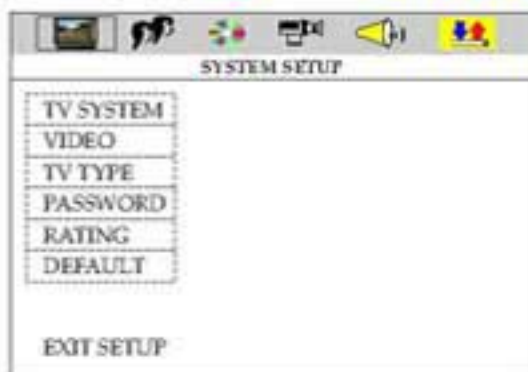 SYSTEM SETUP
TV SYSTEM
VIDEO
TV TYPE
PASSWORD
RATING
DEFAULT
EXIT SETUP